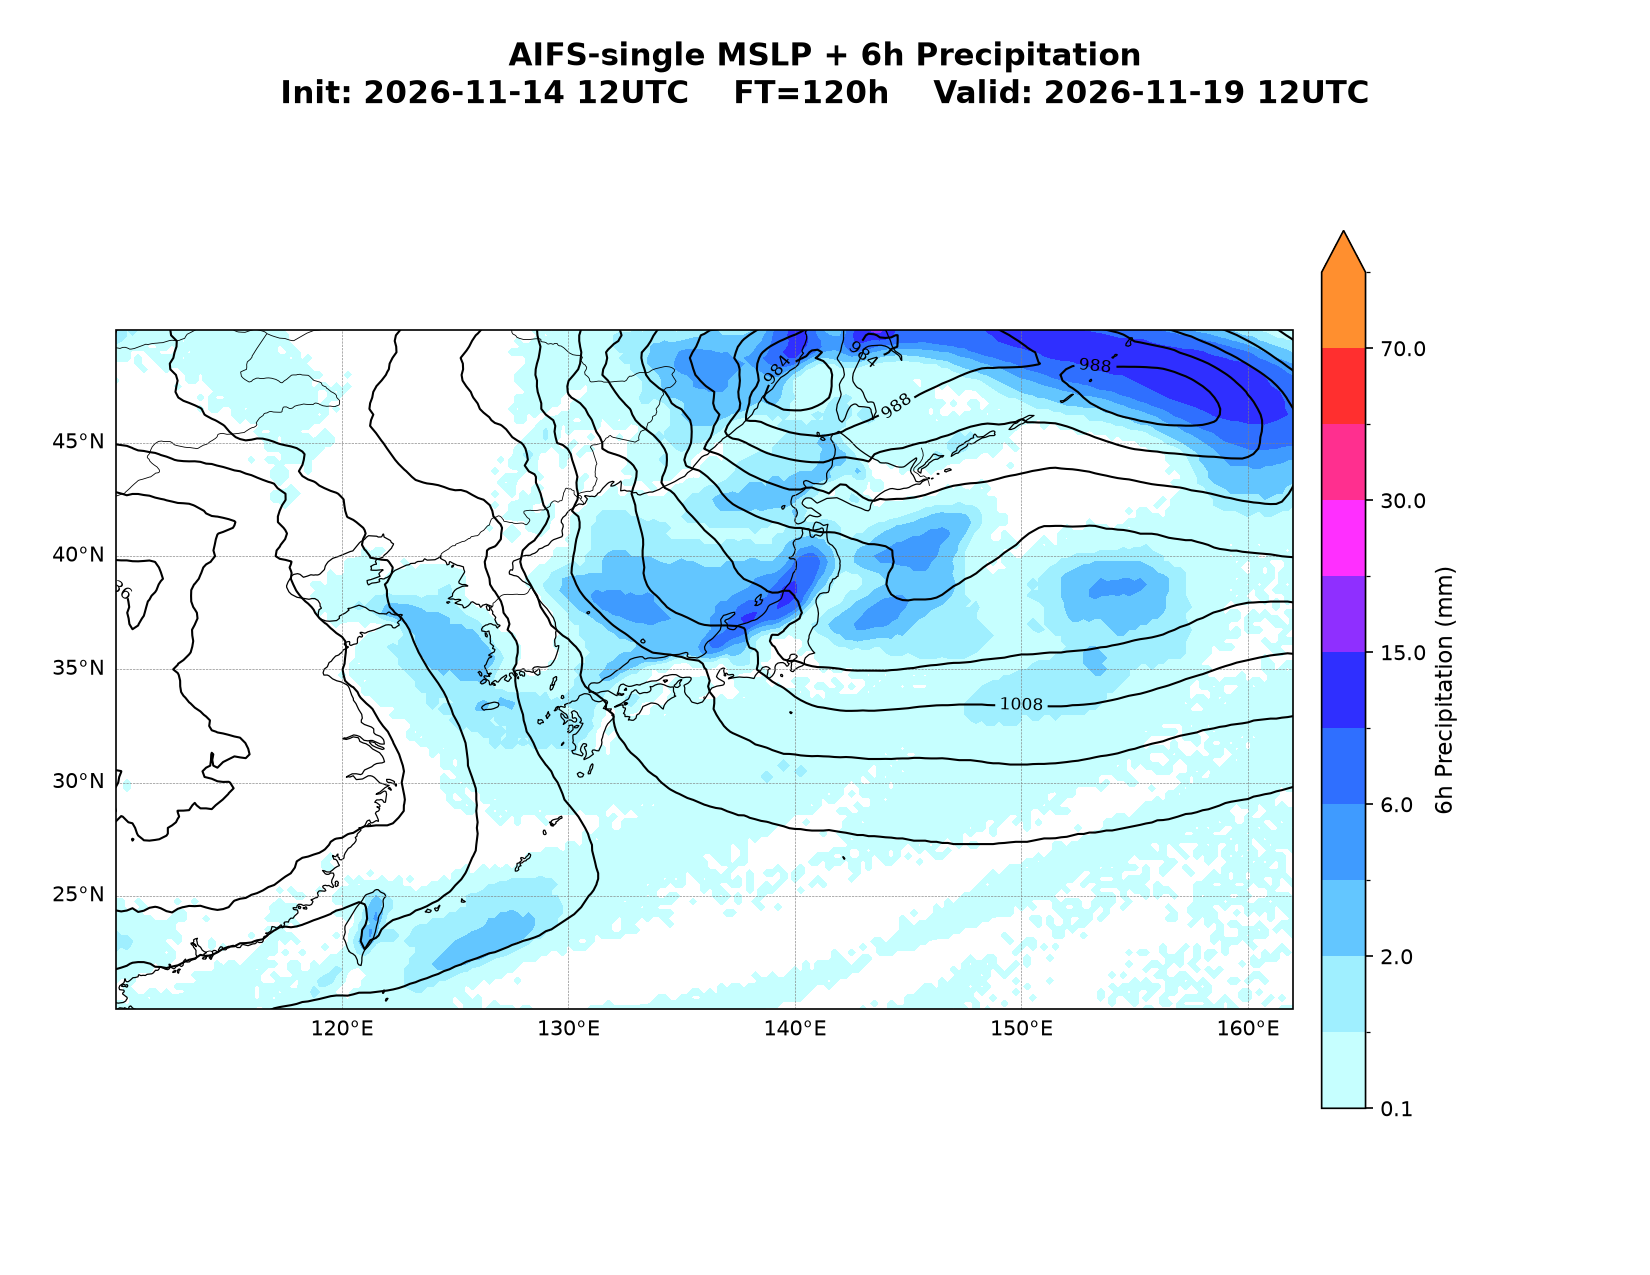 AIFS-single MSLP + 6h Precipitation
Init: 2026-11-14 12UTC    FT=120h    Valid: 2026-11-19 12UTC
984
984
988
988
1008
45°N
40°N
35°N
30°N
25°N
120°E
130°E
140°E
150°E
160°E
70.0
30.0
15.0
6.0
2.0
0.1
6h Precipitation (mm)